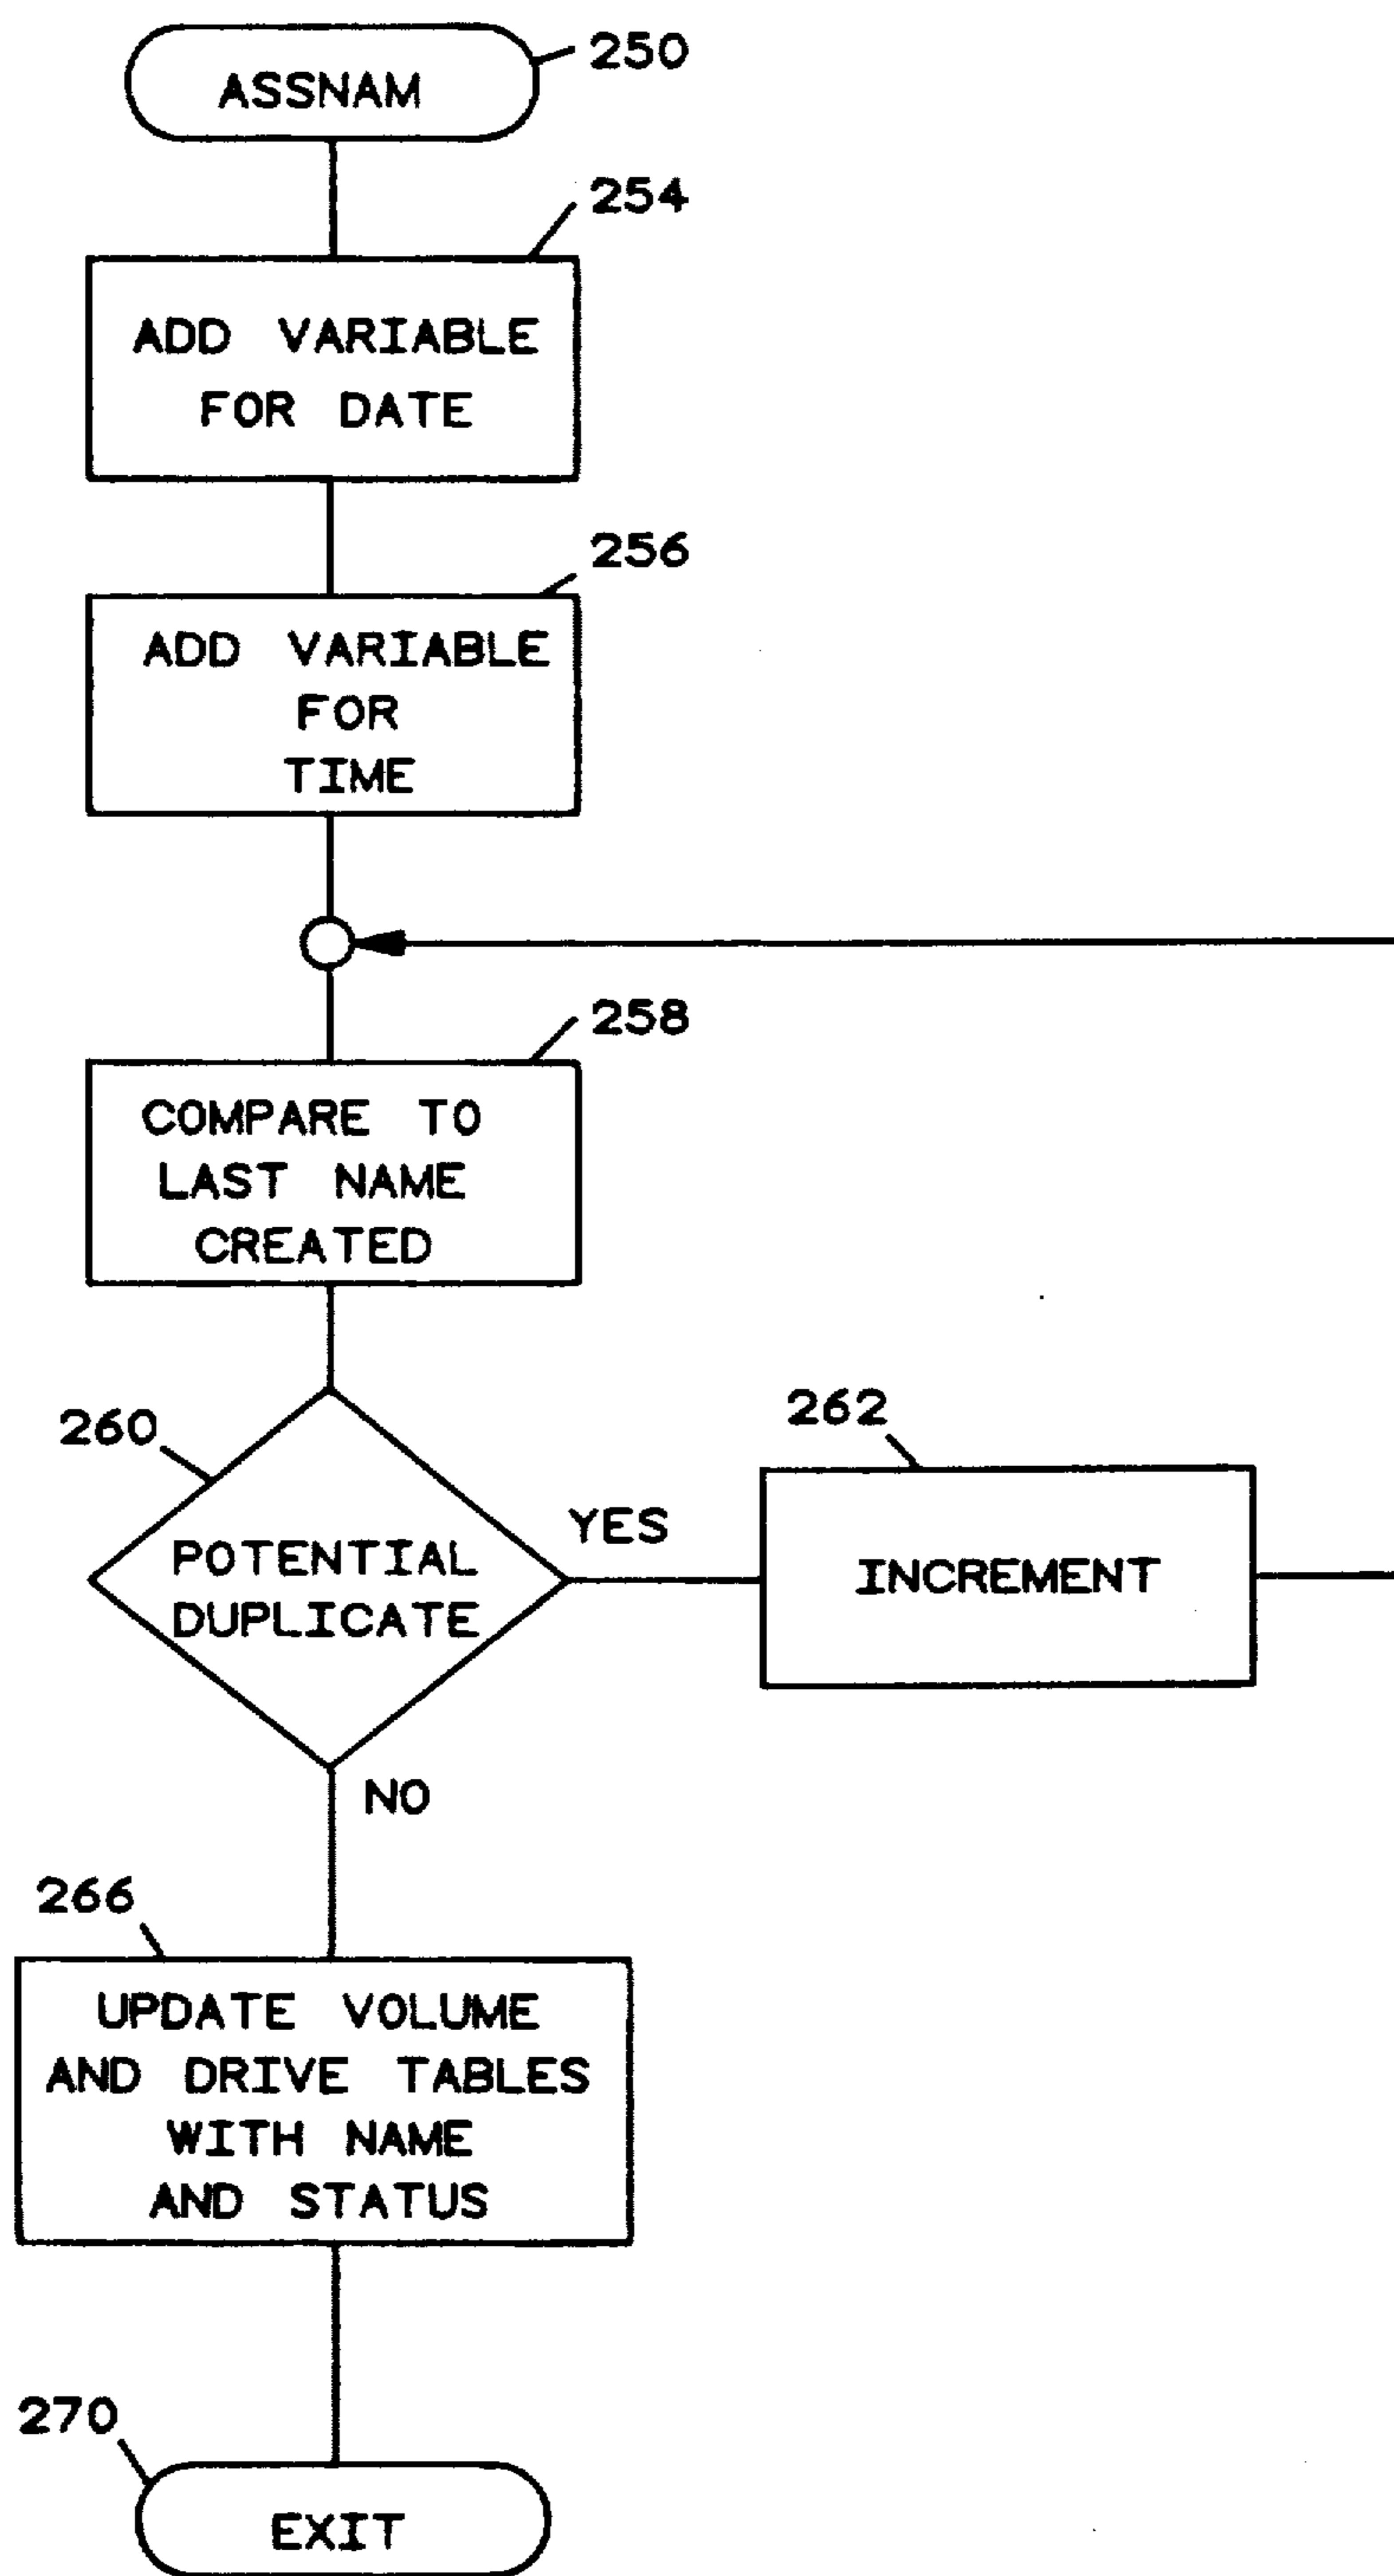 250
ASSNAM
254
ADD VARIABLE
FOR DATE
256
ADD VARIABLE
FOR
TIME
258
COMPARE TO
LAST NAME
CREATED
260
POTENTIAL
DUPLICATE
YES
262
INCREMENT
NO
266
UPDATE VOLUME
AND DRIVE TABLES
WITH NAME
AND STATUS
270
EXIT